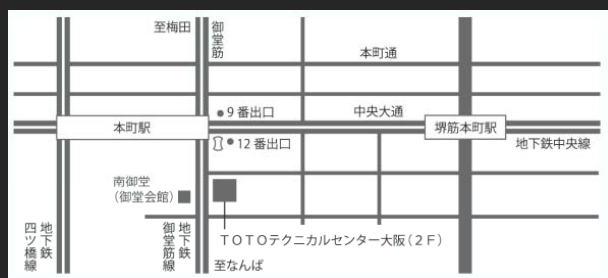 至梅田
御堂筋
本町通
9番出口
中央大通
本町駅
堺筋本町駅
12番出口
地下鉄中央線
南御堂
(御堂会館)
地下鉄
四ツ橋線
地下鉄
御堂筋線
TOTOテクニカルセンター大阪(2F)
至なんば